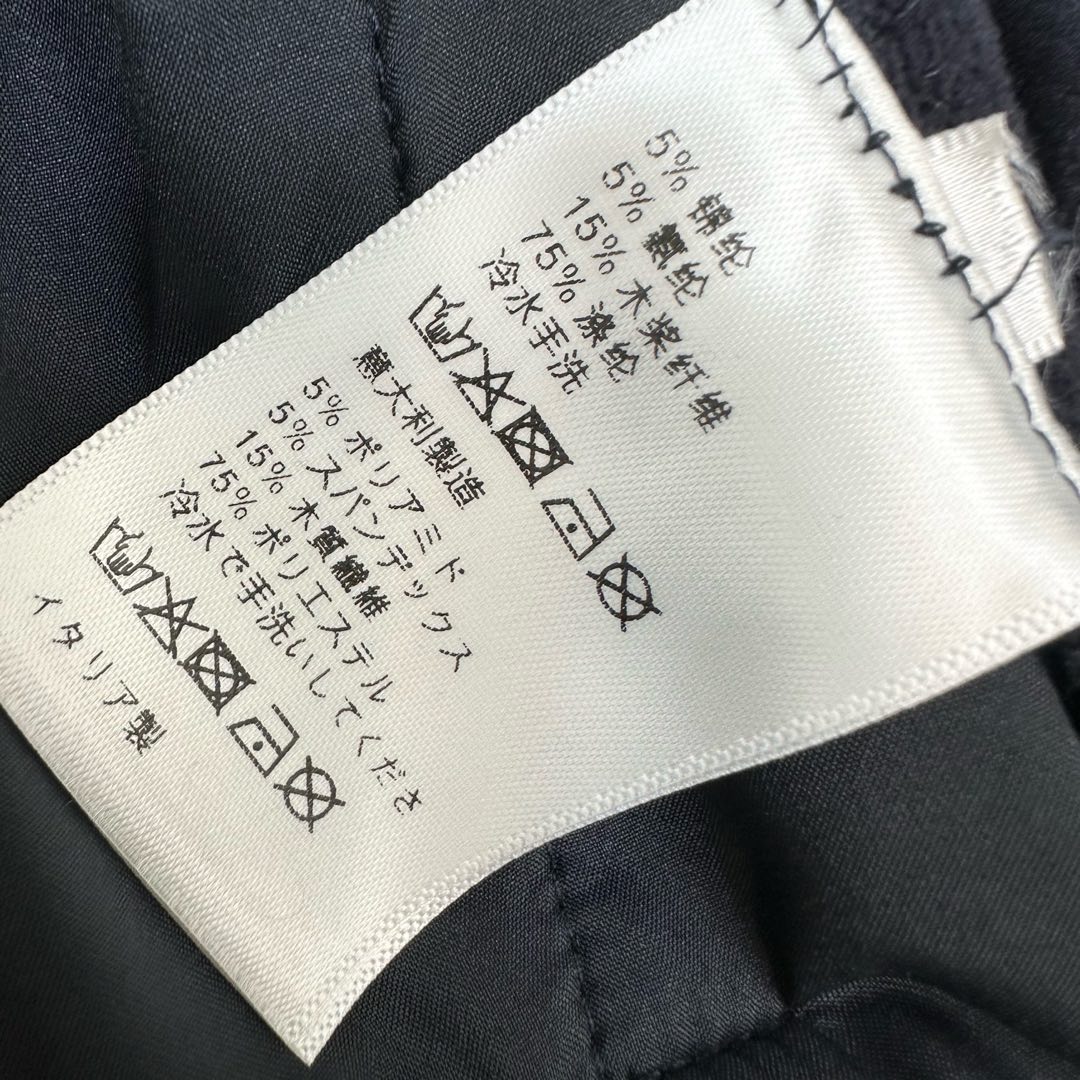 5% 锦纶
5% 氨纶
15% 木浆纤维
75% 涤纶
冷水手洗
意大利製造
5% ポリアミド
5% スパンデックス
15% 木質繊維
75% ポリエステル
冷水で手洗いしてくださ
イタリア製